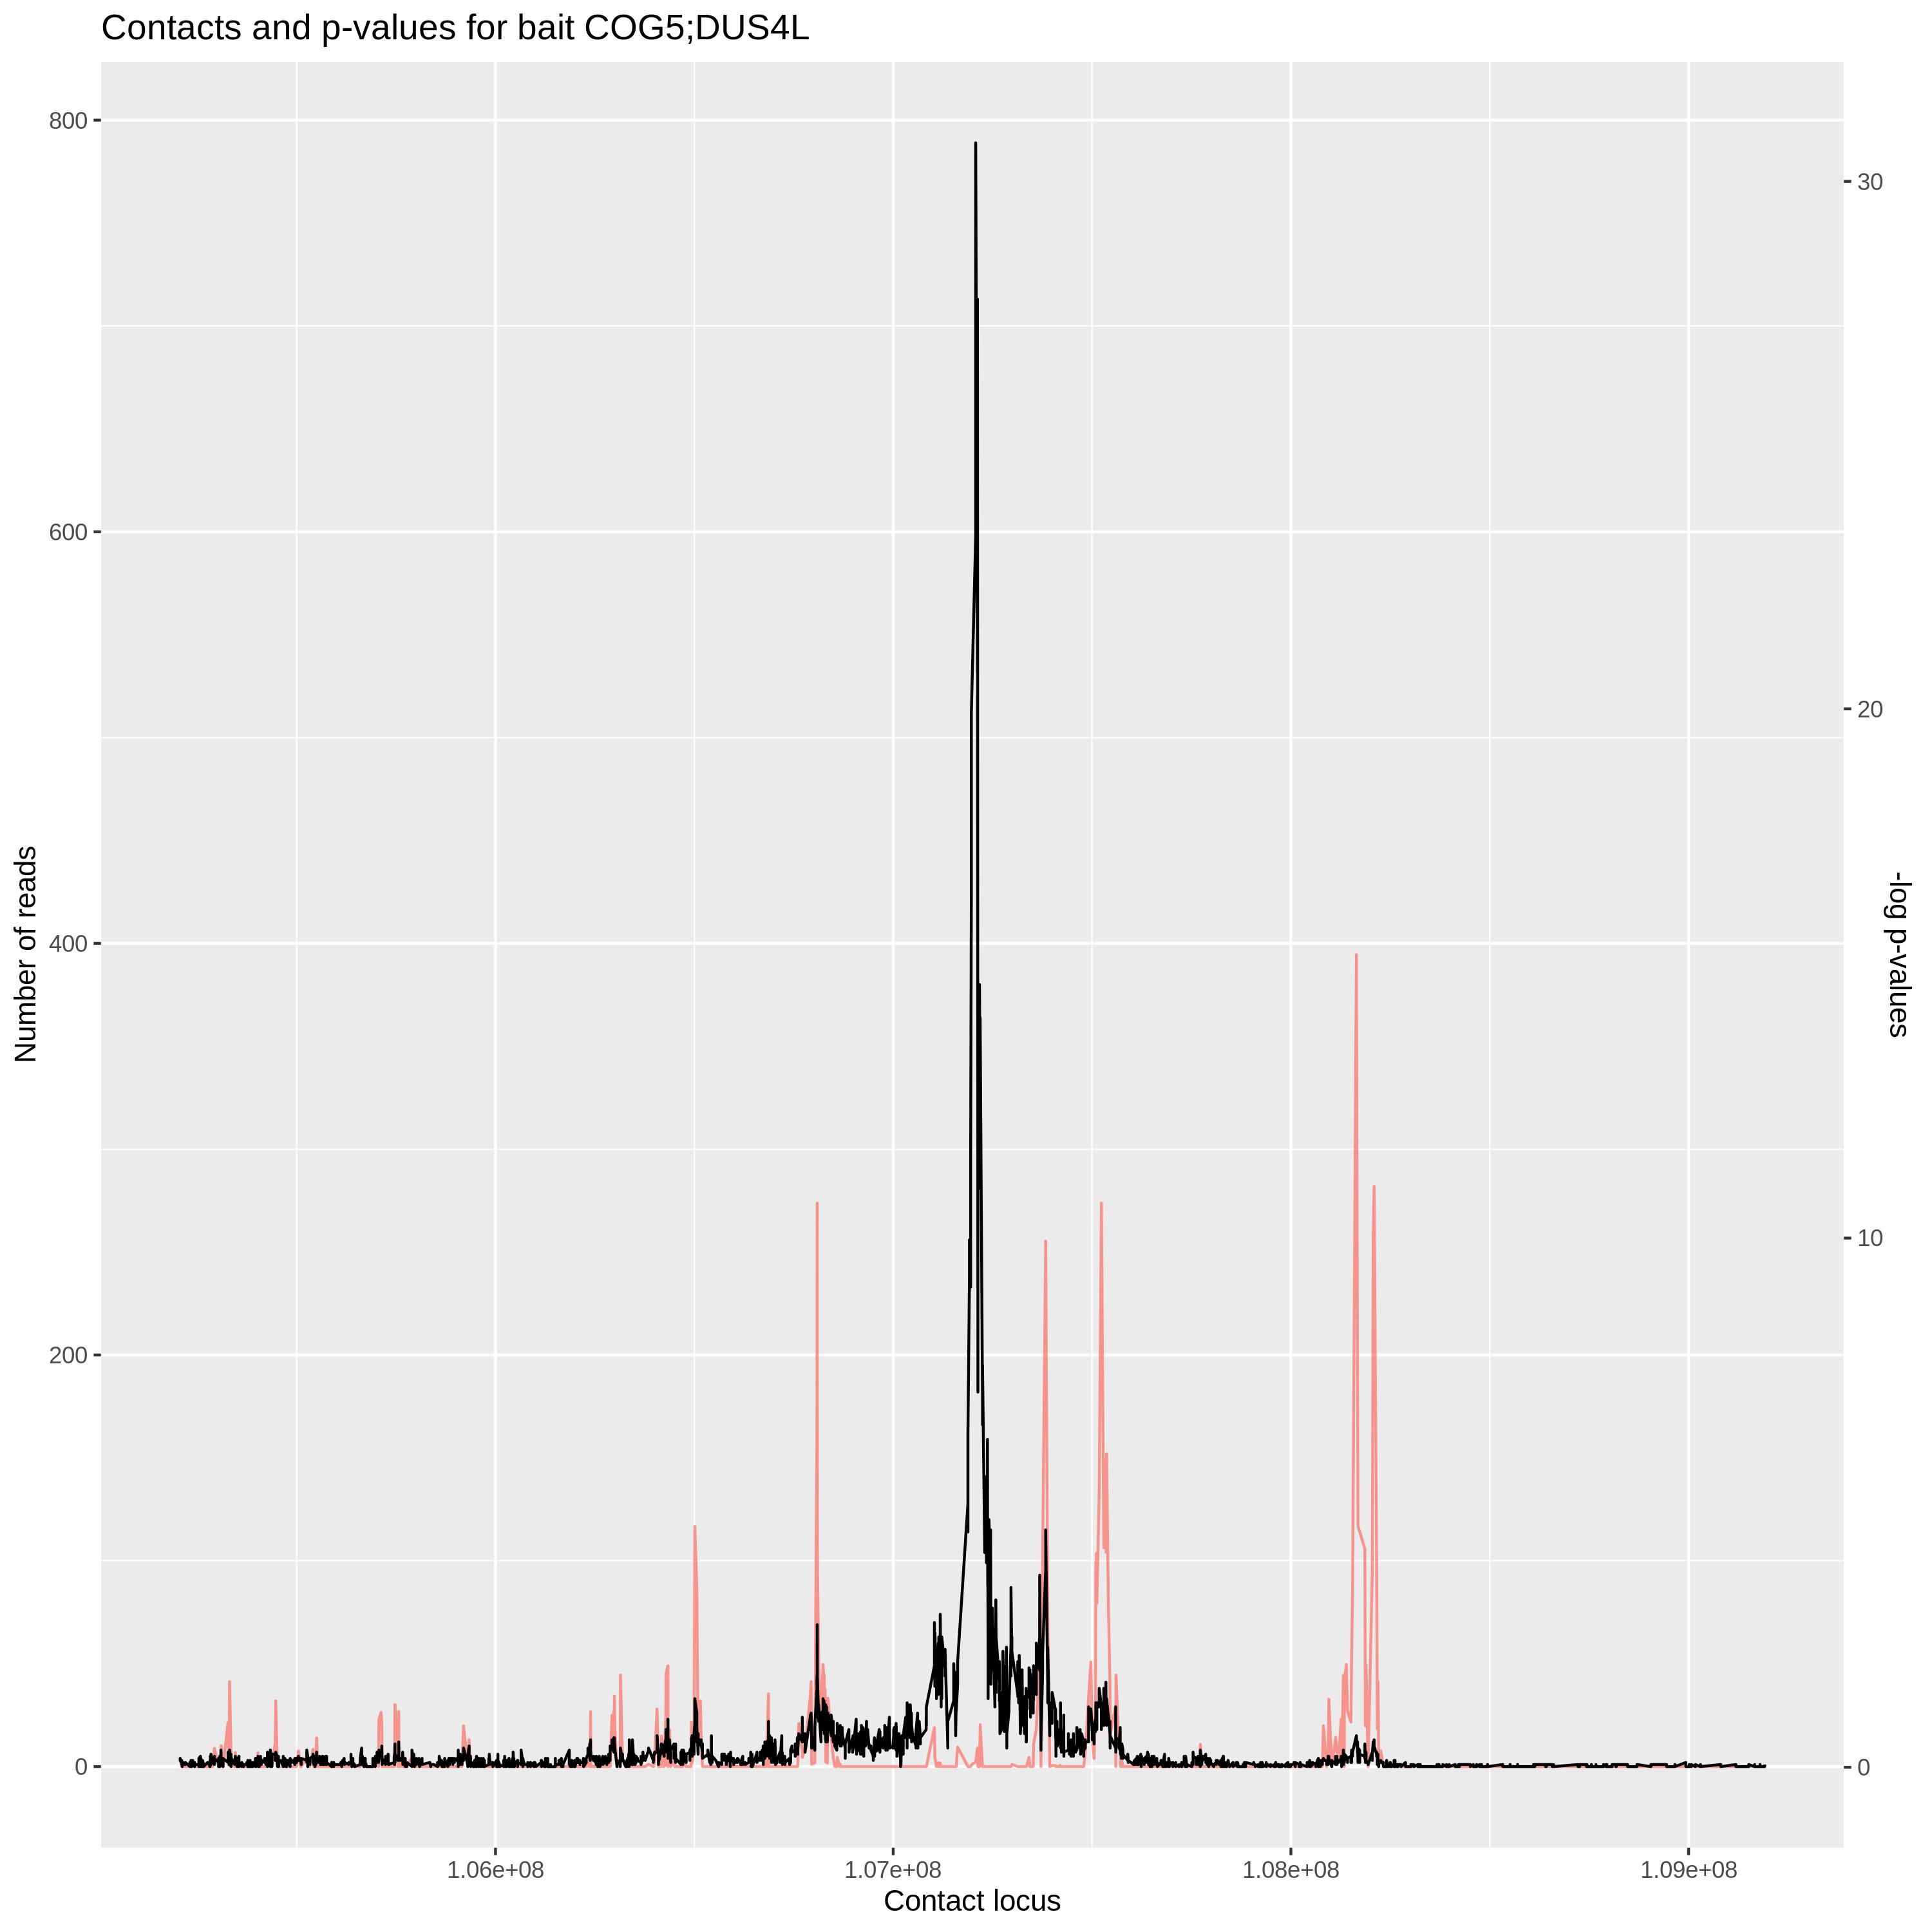 Contacts and p-values for bait COG5;DUS4L
800
600
400
200
0
Number of reads
30
20
10
0
-log p-values
1.06e+08 1.07e+08 1.08e+08 1.09e+08
Contact locus